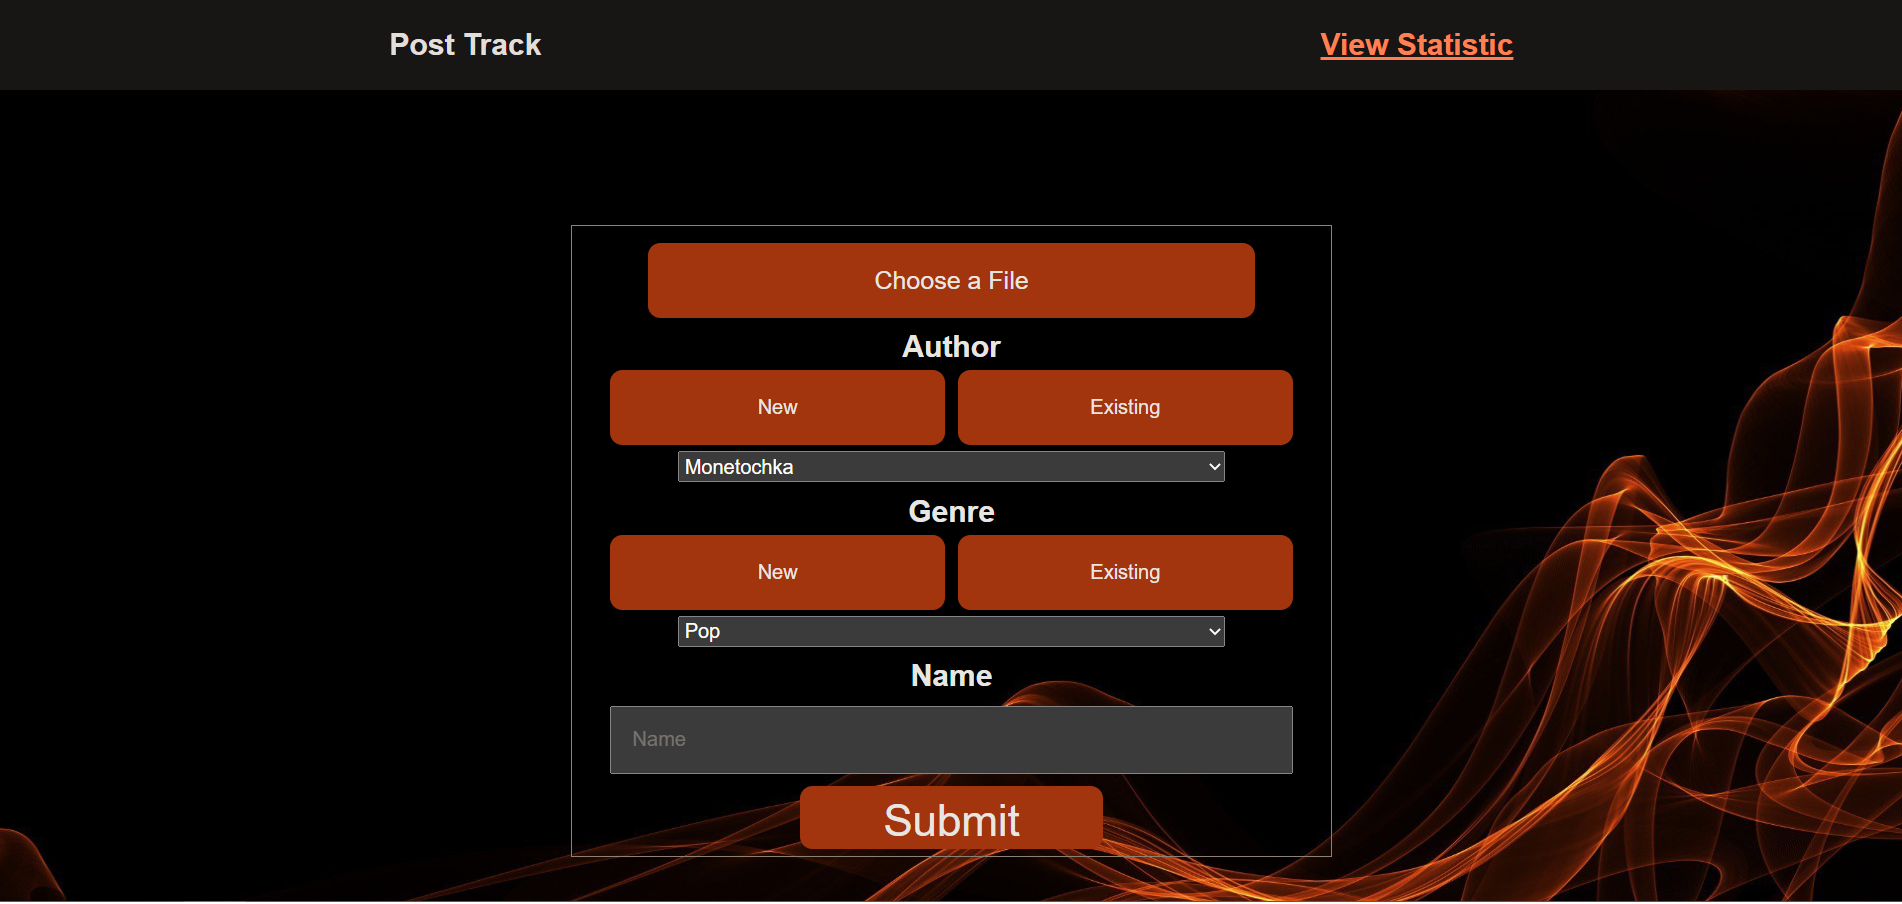 Post Track
View Statistic
Choose a File
Author
New
Existing
Monetochka
Genre
New
Existing
Pop
Name
Name
Submit